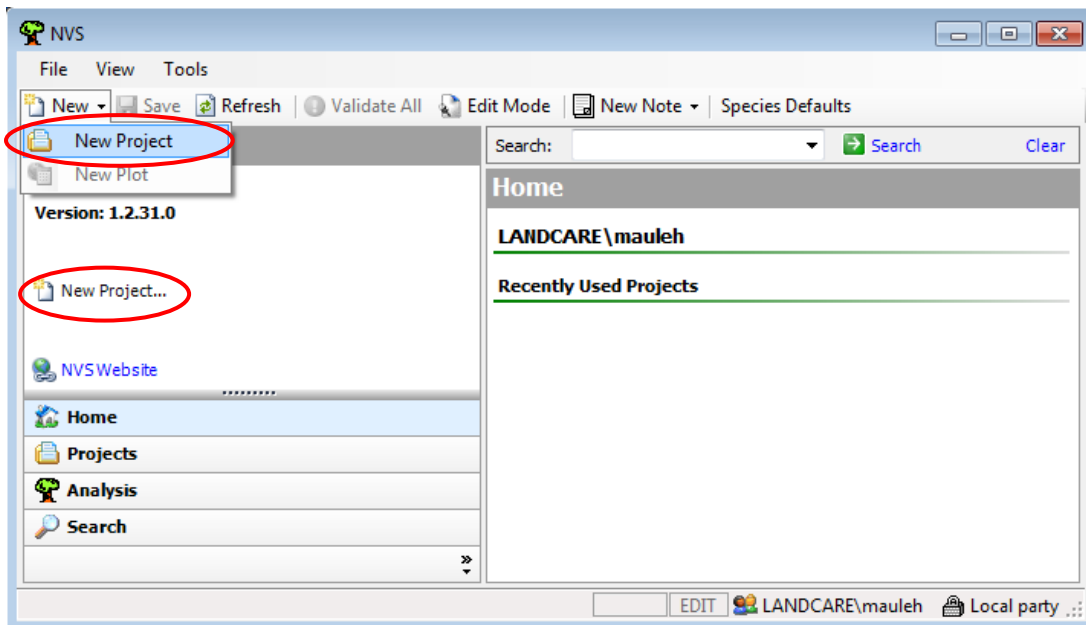 NVS
File View Tools
New Save Refresh Validate All Edit Mode New Note Species Defaults
New Project
New Plot
Search: Search Clear
Version: 1.2.31.0
Home
LANDCARE\mauleh
New Project...
Recently Used Projects
NVS Website
Home
Projects
Analysis
Search
EDIT LANDCARE\mauleh Local party